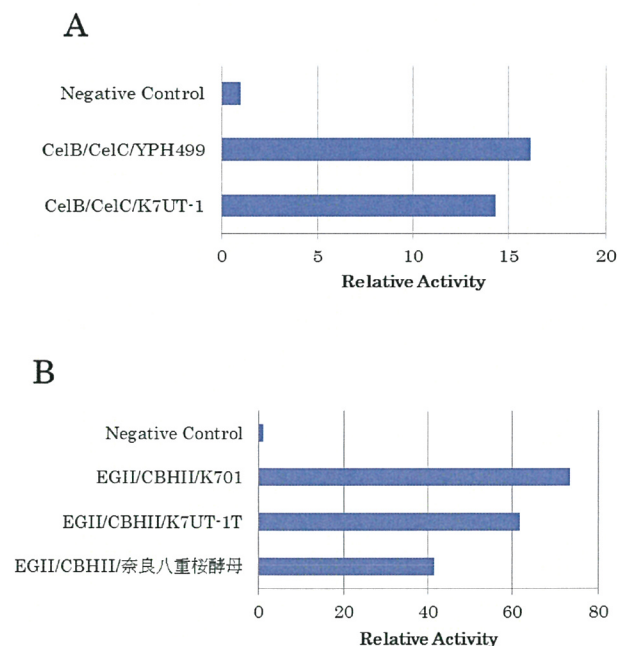 A
Negative Control
CelB/CelC/YPH499
CelB/CelC/K7UT-1
0 5 10 15 20
Relative Activity
B
Negative Control
EGII/CBHII/K701
EGII/CBHII/K7UT-1T
EGII/CBHII/奈良八重桜酵母
0 20 40 60 80
Relative Activity